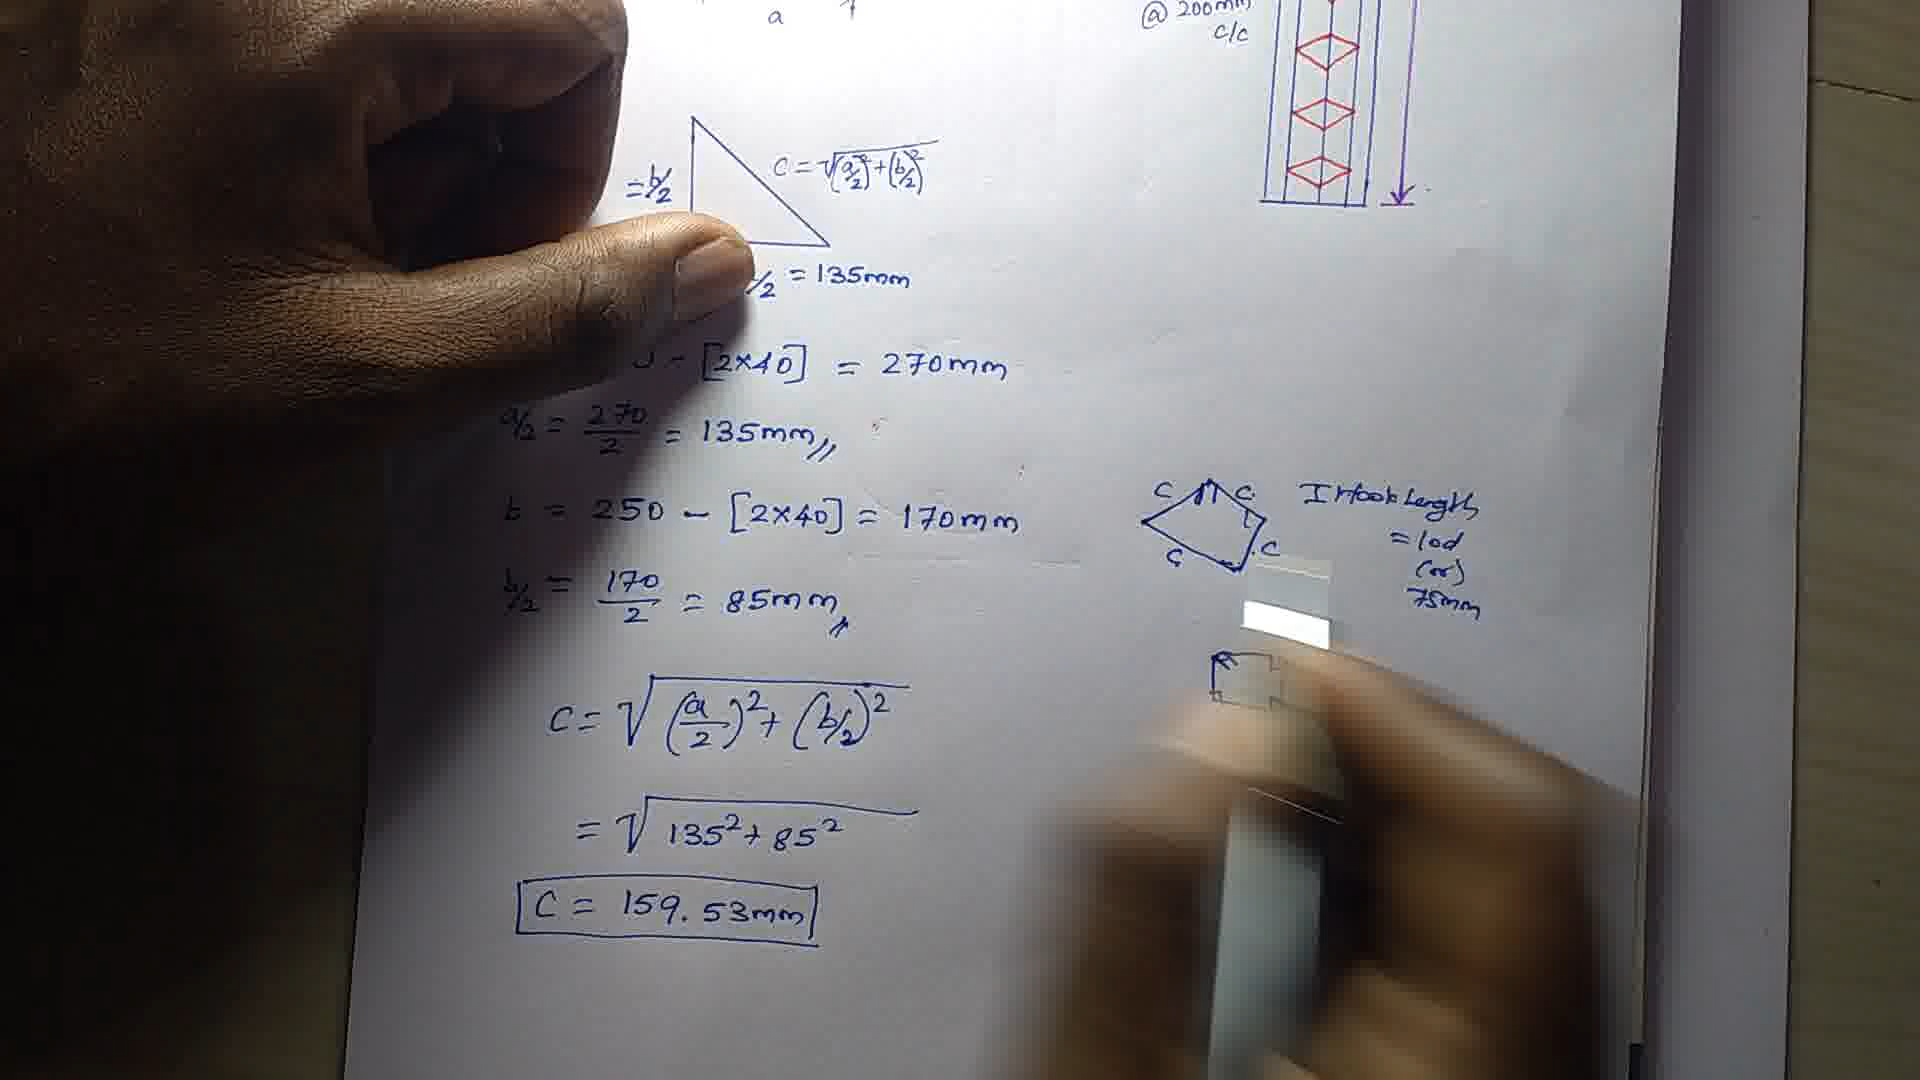 a
@ 200mm
c/c
= b/2
C = √(a/2)² + (b/2)²
/2 = 135mm
- [2×40] = 270mm
a/2 = 270/2 = 135mm
b = 250 - [2×40] = 170mm
b/2 = 170/2 = 85mm
C = √(a/2)² + (b/2)²
= √135² + 85²
C = 159.53mm
C C
C C
1 Hook Length
= 10d
(or)
75mm